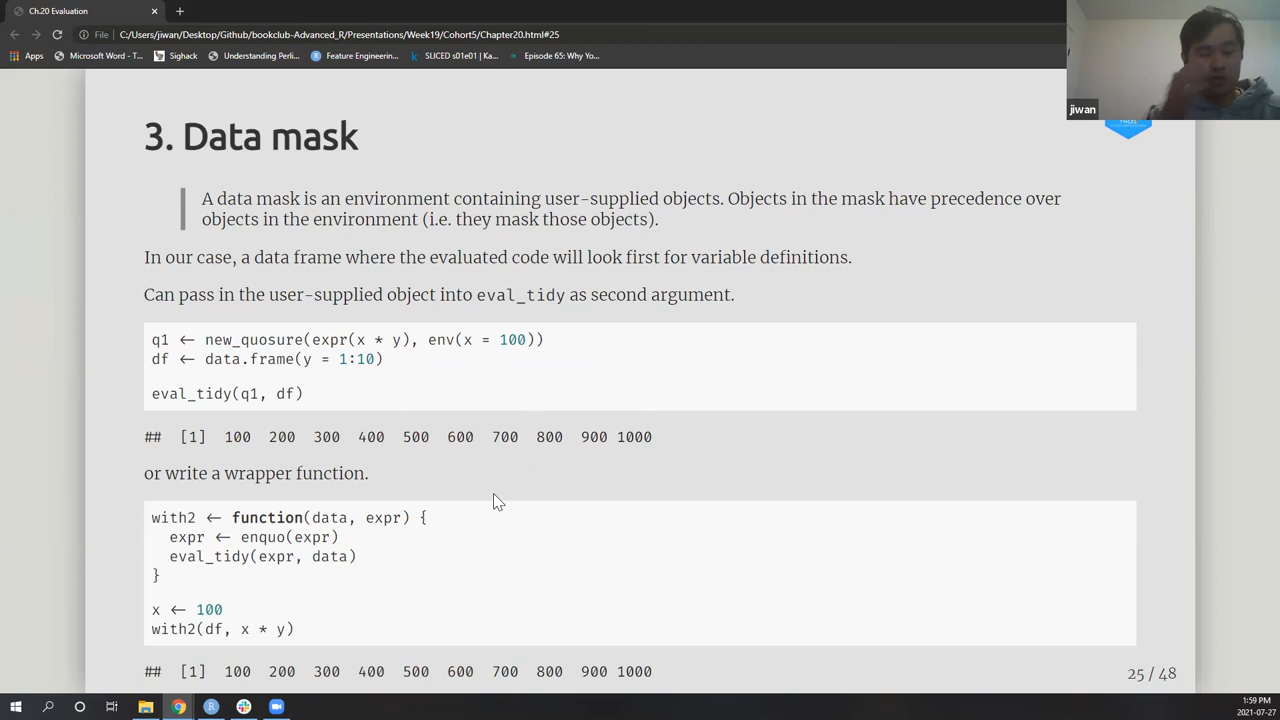 Ch.20 Evaluation
File
C:/Users/jiwan/Desktop/Github/bookclub-Advanced_R/Presentations/Week19/Cohort5/Chapter20.html#25
Apps
Microsoft Word - T...
Sighack
Understanding Perli...
Feature Engineerin...
SLICED s01e01 | Ka...
Episode 65: Why Yo...
jiwan
3. Data mask
A data mask is an environment containing user-supplied objects. Objects in the mask have precedence over
objects in the environment (i.e. they mask those objects).
In our case, a data frame where the evaluated code will look first for variable definitions.
Can pass in the user-supplied object into eval_tidy as second argument.
q1 ← new_quosure(expr(x * y), env(x = 100))
df ← data.frame(y = 1:10)
eval_tidy(q1, df)
## [1] 100 200 300 400 500 600 700 800 900 1000
or write a wrapper function.
with2 ← function(data, expr) {
expr ← enquo(expr)
eval_tidy(expr, data)
}
x ← 100
with2(df, x * y)
## [1] 100 200 300 400 500 600 700 800 900 1000
25 / 48
1:59 PM
2021-07-27